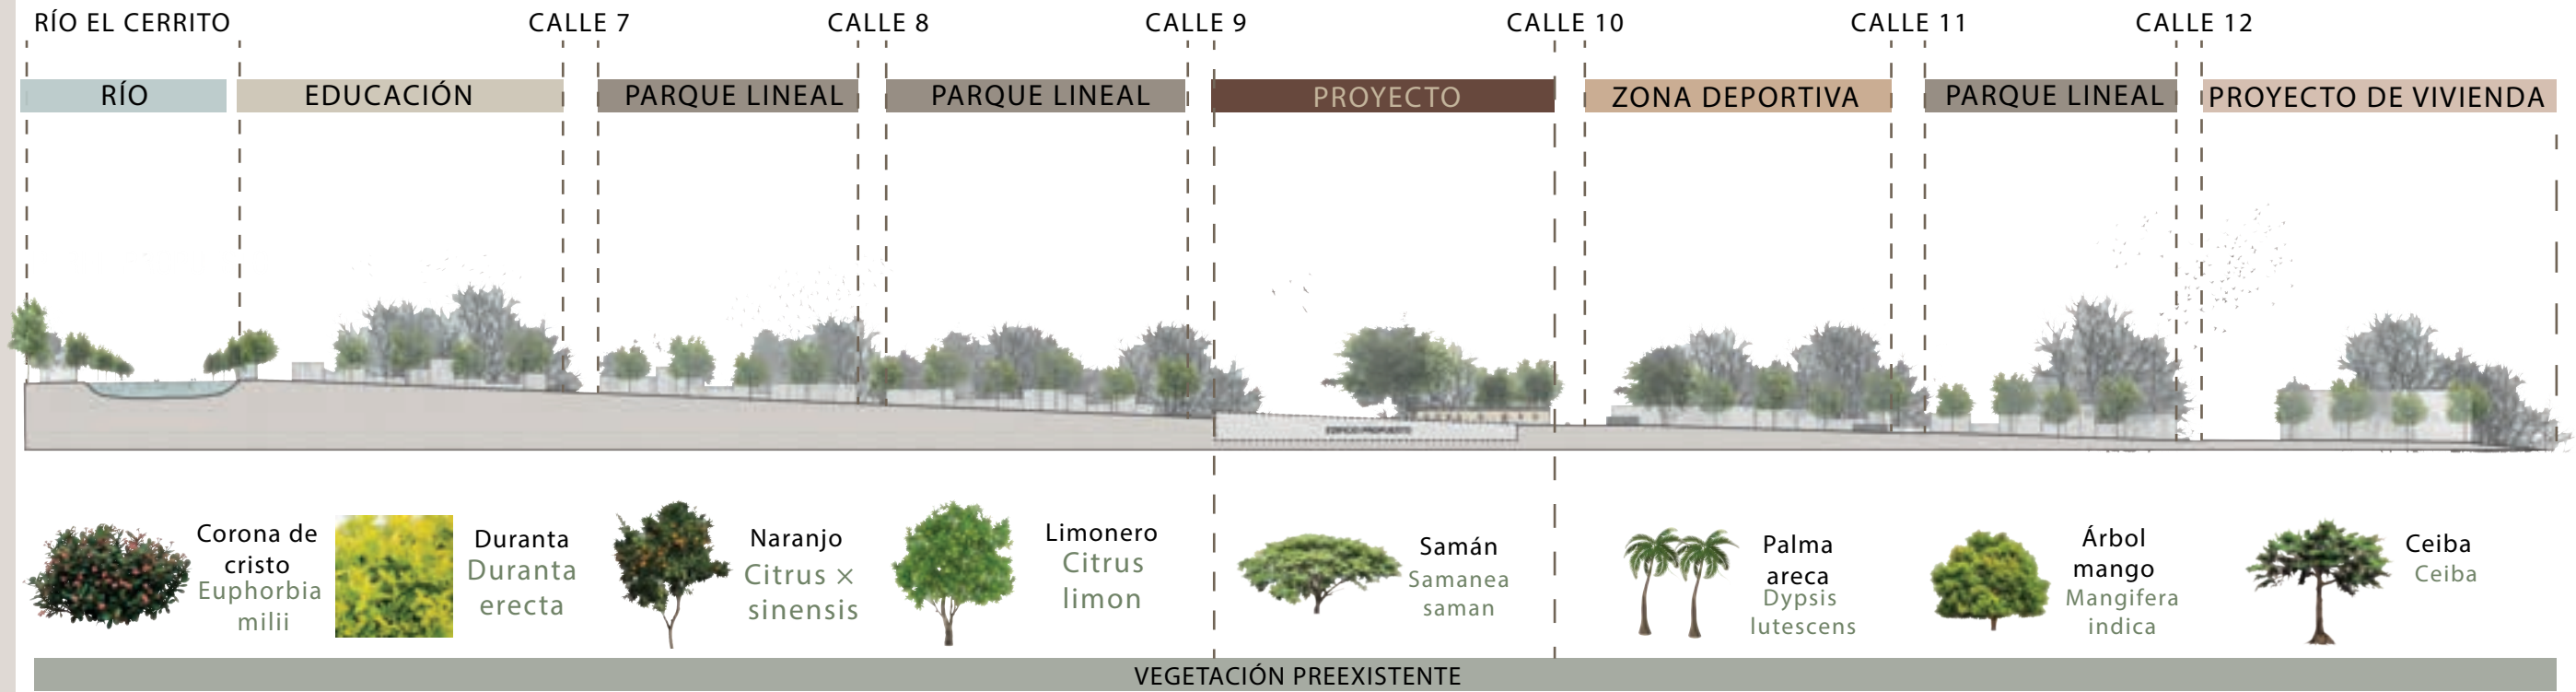 RÍO EL CERRITO
CALLE 7
CALLE 8
CALLE 9
CALLE 10
CALLE 11
CALLE 12
RÍO
EDUCACIÓN
PARQUE LINEAL
PARQUE LINEAL
PROYECTO
ZONA DEPORTIVA
PARQUE LINEAL
PROYECTO DE VIVIENDA
EDIFICIO PROPUESTO
Corona de
cristo
Euphorbia
milii
Duranta
Duranta
erecta
Naranjo
Citrus ×
sinensis
Limonero
Citrus
limon
Samán
Samanea
saman
Palma
areca
Dypsis
lutescens
Árbol
mango
Mangifera
indica
Ceiba
Ceiba
VEGETACIÓN PREEXISTENTE